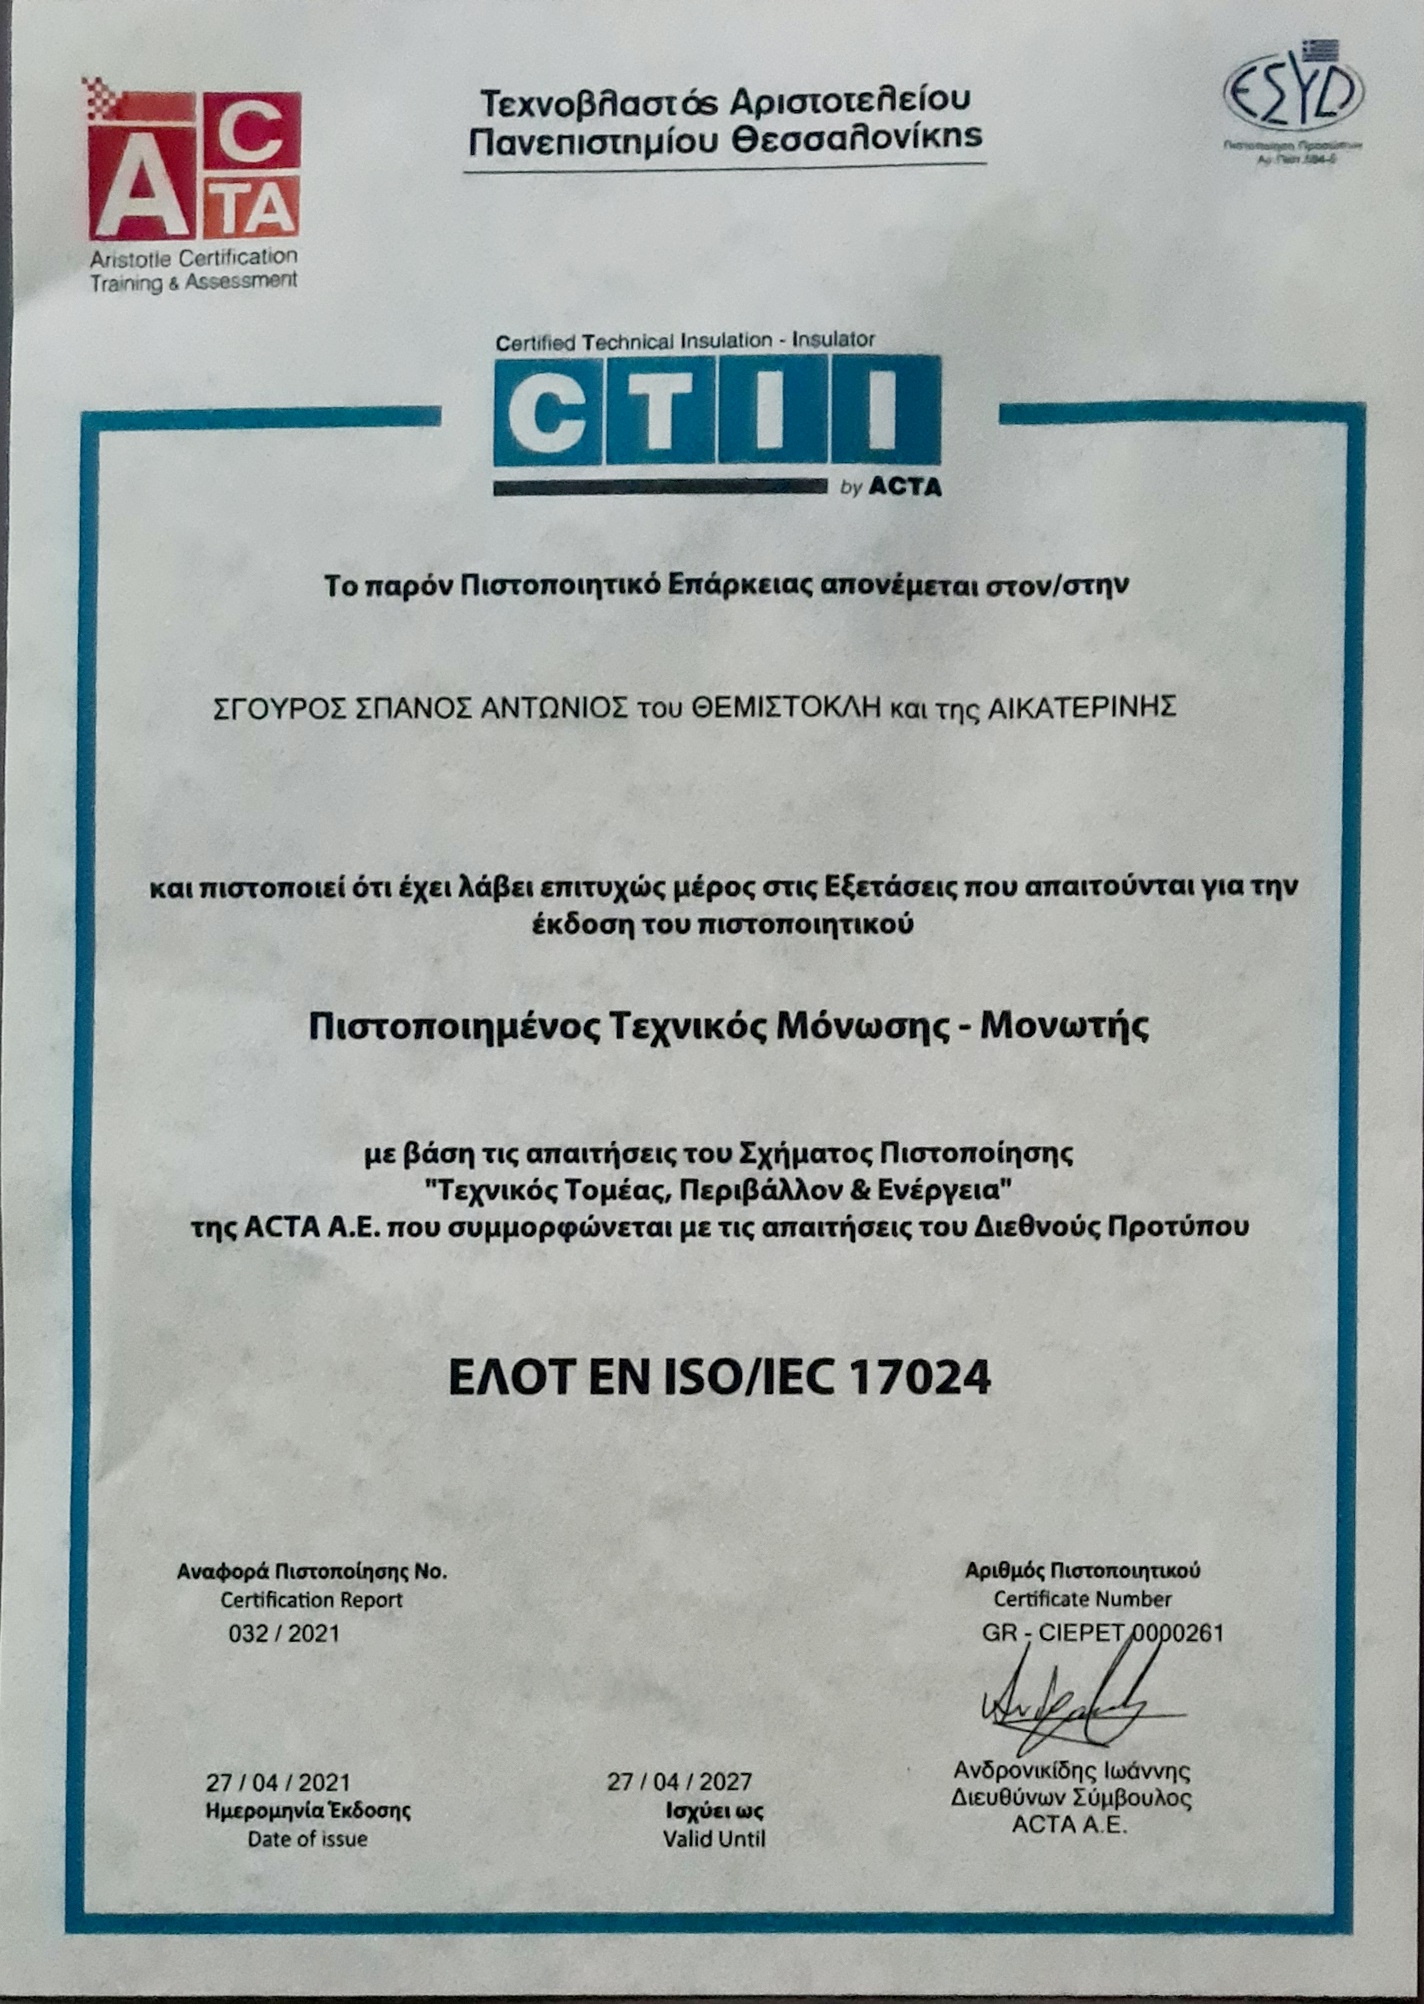 A C TA
Aristotle Certification
Training & Assessment
Τεχνοβλαστός Αριστοτελείου
Πανεπιστημίου Θεσσαλονίκης
ΕΣΥD
Πιστοποίηση Προσώπων
Certified Technical Insulation - Insulator
CTII
by ACTA
Το παρόν Πιστοποιητικό Επάρκειας απονέμεται στον/στην
ΣΓΟΥΡΟΣ ΣΠΑΝΟΣ ΑΝΤΩΝΙΟΣ του ΘΕΜΙΣΤΟΚΛΗ και της ΑΙΚΑΤΕΡΙΝΗΣ
και πιστοποιεί ότι έχει λάβει επιτυχώς μέρος στις Εξετάσεις που απαιτούνται για την
έκδοση του πιστοποιητικού
Πιστοποιημένος Τεχνικός Μόνωσης - Μονωτής
με βάση τις απαιτήσεις του Σχήματος Πιστοποίησης
"Τεχνικός Τομέας, Περιβάλλον & Ενέργεια"
της ACTA A.E. που συμμορφώνεται με τις απαιτήσεις του Διεθνούς Προτύπου
ΕΛΟΤ EN ISO/IEC 17024
Αναφορά Πιστοποίησης No.
Certification Report
032 / 2021
Αριθμός Πιστοποιητικού
Certificate Number
GR - CIEPET 0000261
27 / 04 / 2021
Ημερομηνία Έκδοσης
Date of issue
27 / 04 / 2027
Ισχύει ως
Valid Until
Ανδρονικίδης Ιωάννης
Διευθύνων Σύμβουλος
ACTA A.E.